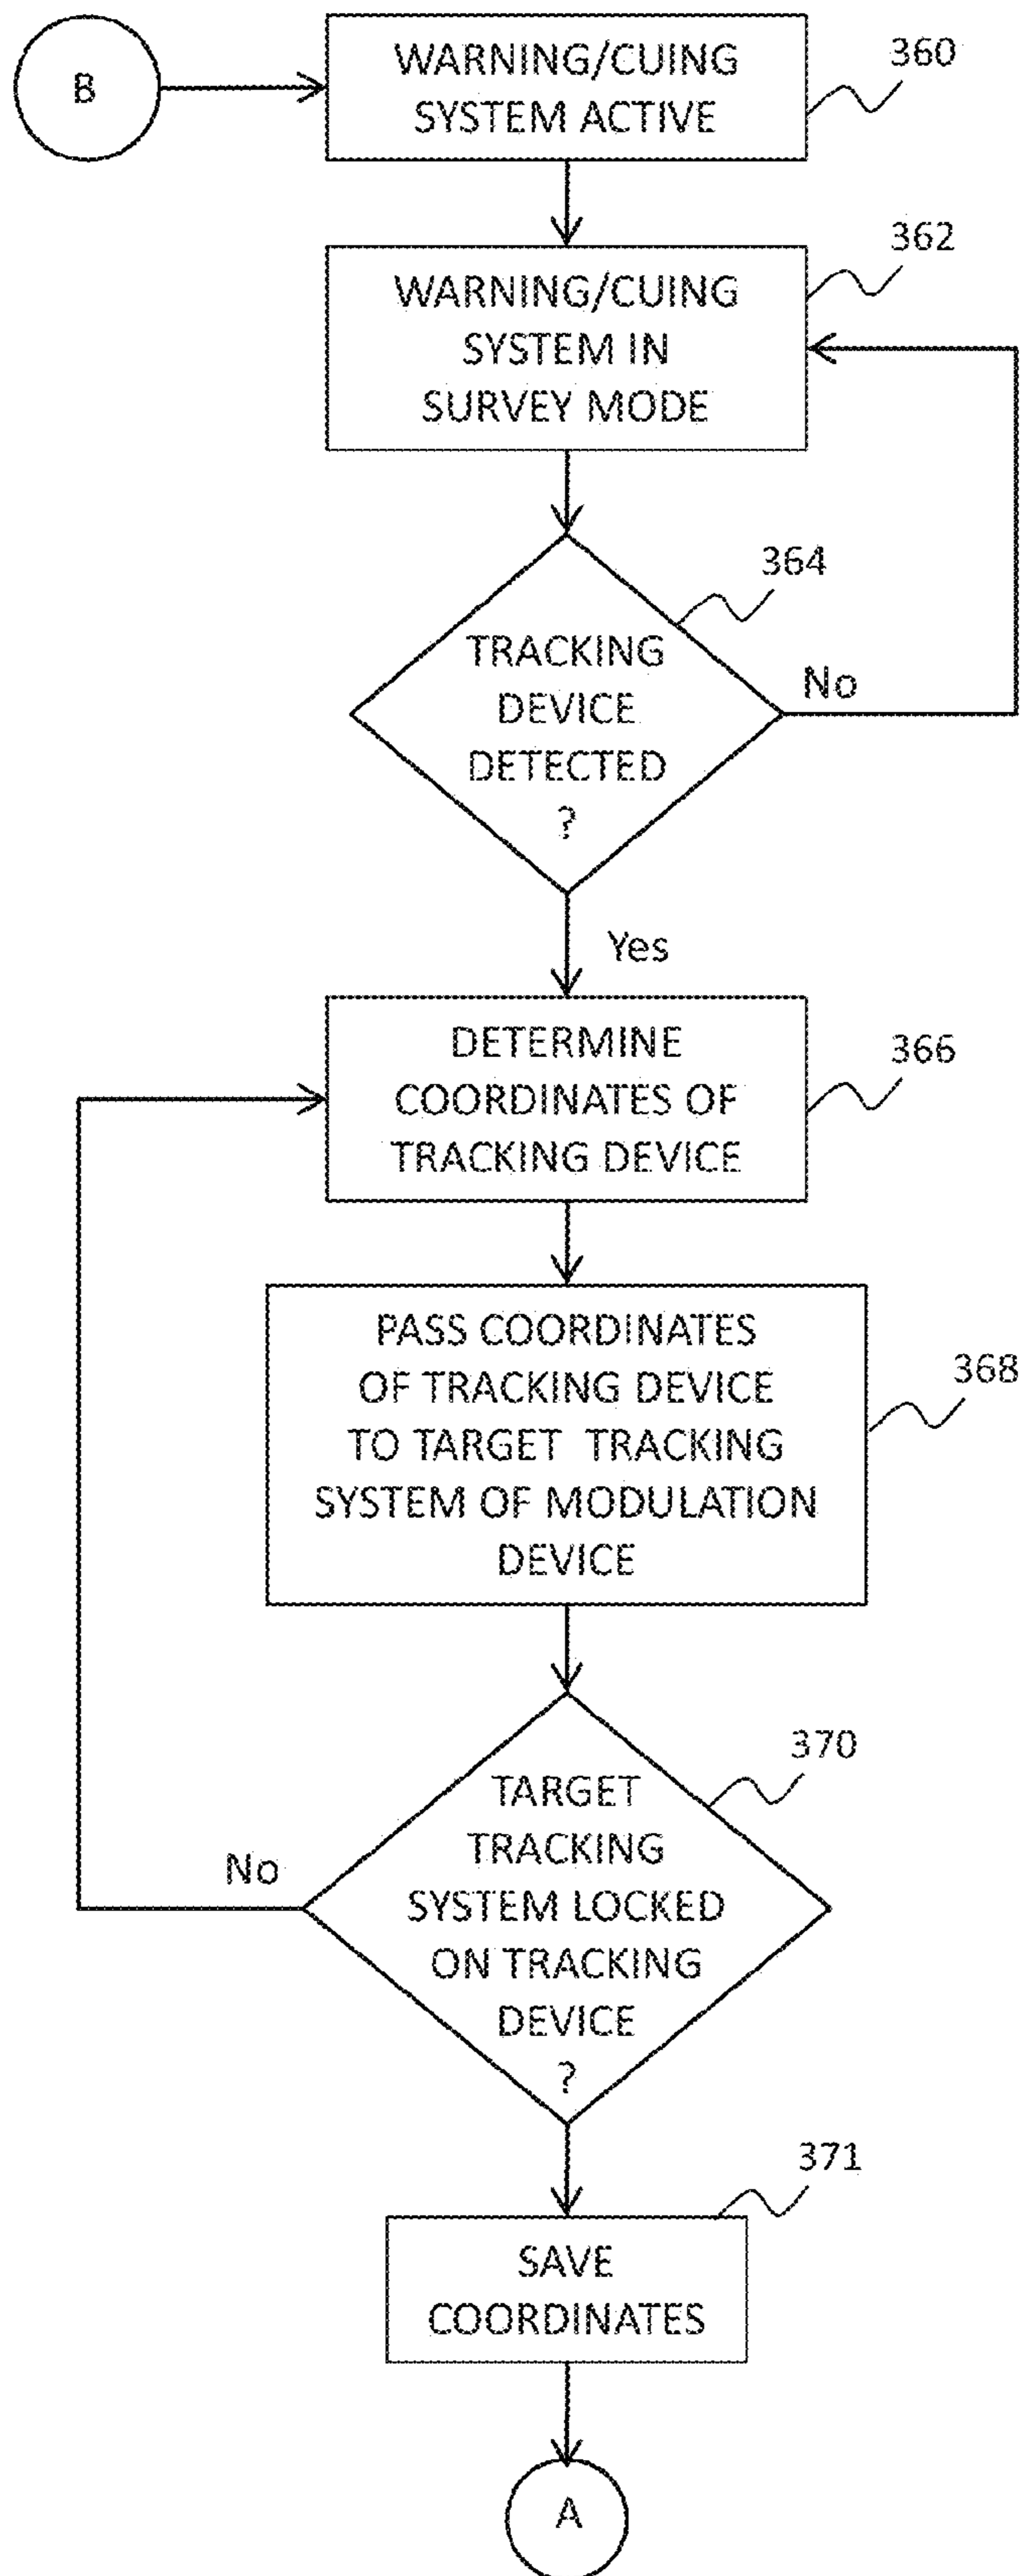 B
WARNING/CUING
SYSTEM ACTIVE
360
WARNING/CUING
SYSTEM IN
SURVEY MODE
362
TRACKING
DEVICE
DETECTED
?
364
No
Yes
DETERMINE
COORDINATES OF
TRACKING DEVICE
366
PASS COORDINATES
OF TRACKING DEVICE
TO TARGET TRACKING
SYSTEM OF MODULATION
DEVICE
368
TARGET
TRACKING
SYSTEM LOCKED
ON TRACKING
DEVICE
?
370
No
SAVE
COORDINATES
371
A